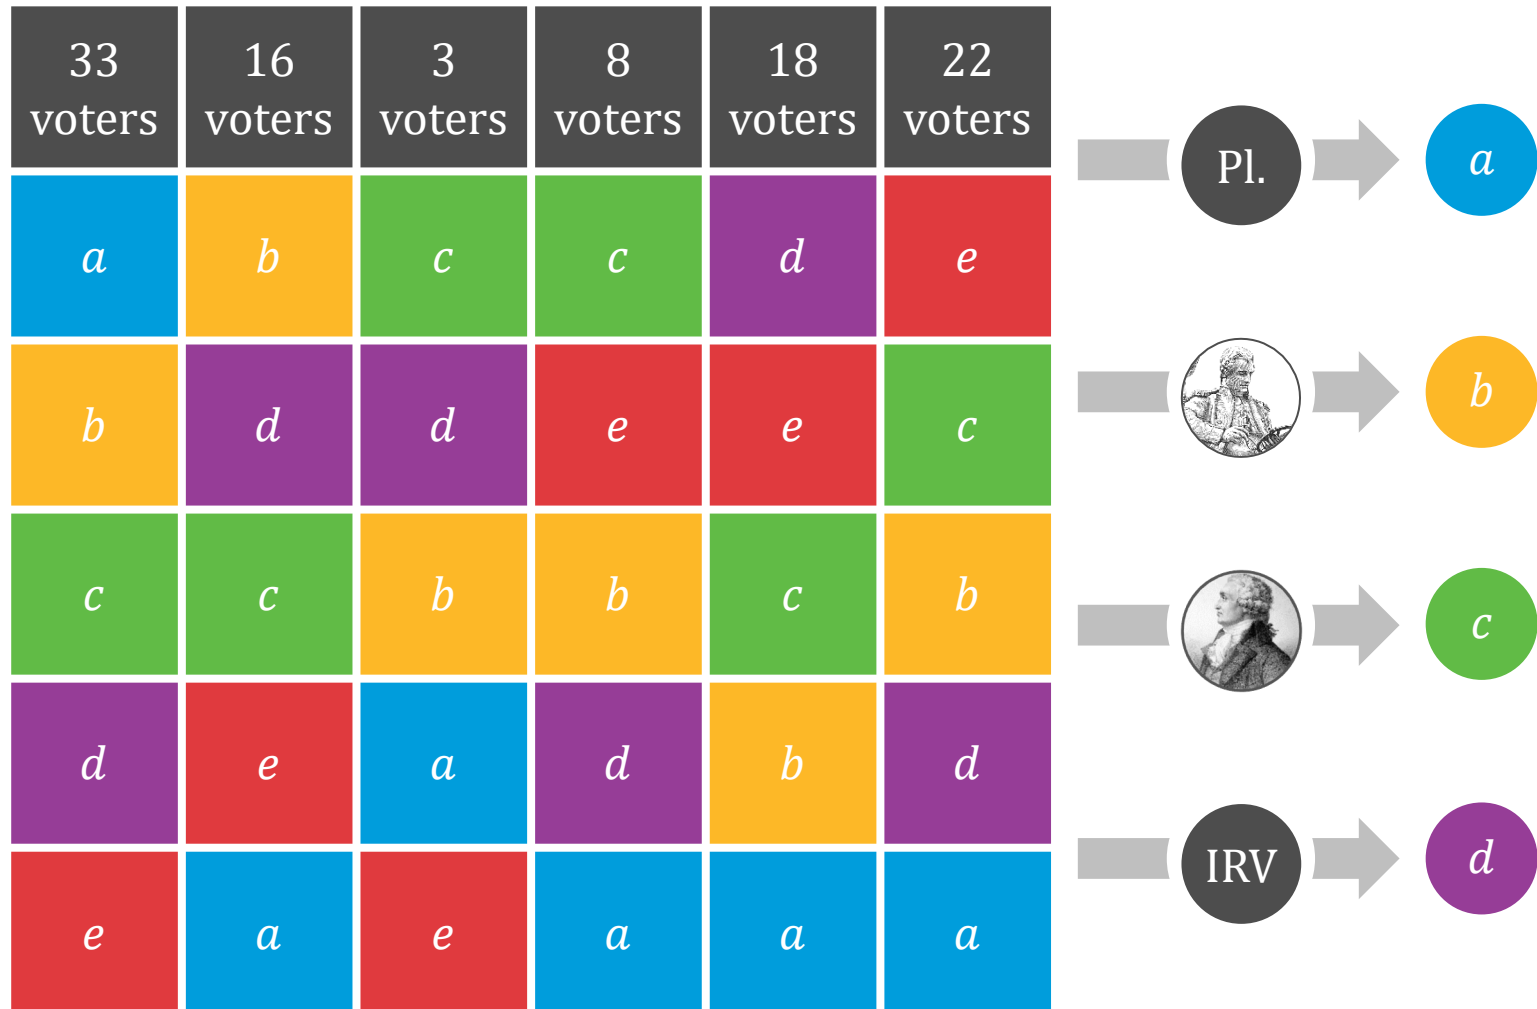 33 voters 16 voters 3 voters 8 voters 18 voters 22 voters
a b c c d e
b d d e e c
c c b b c b
d e a d b d
e a e a a a
Pl. a
b
c
IRV d